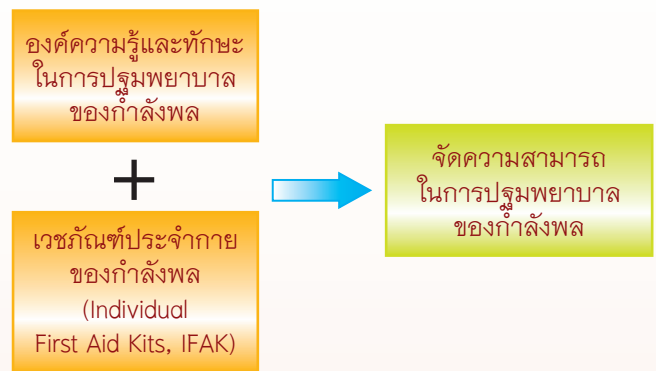 องค์ความรู้และทักษะ
ในการปฐมพยาบาล
ของกำลังพล
+
เวชภัณฑ์ประจำกาย
ของกำลังพล
(Individual
First Aid Kits, IFAK)
จัดความสามารถ
ในการปฐมพยาบาล
ของกำลังพล